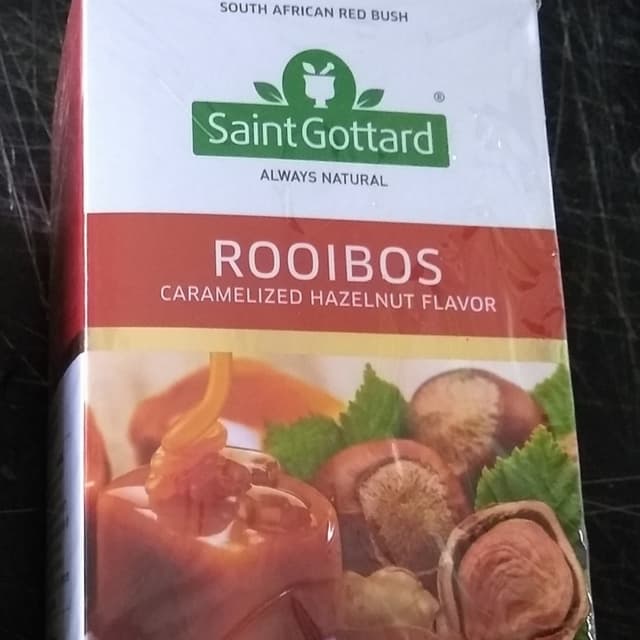 SOUTH AFRICAN RED BUSH
®
SaintGottard
ALWAYS NATURAL
ROOIBOS
CARAMELIZED HAZELNUT FLAVOR